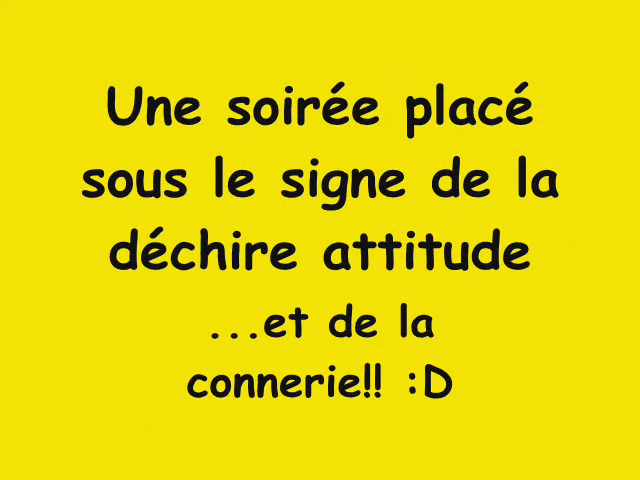 Une soirée placé
sous le signe de la
déchire attitude
...et de la
connerie!! :D